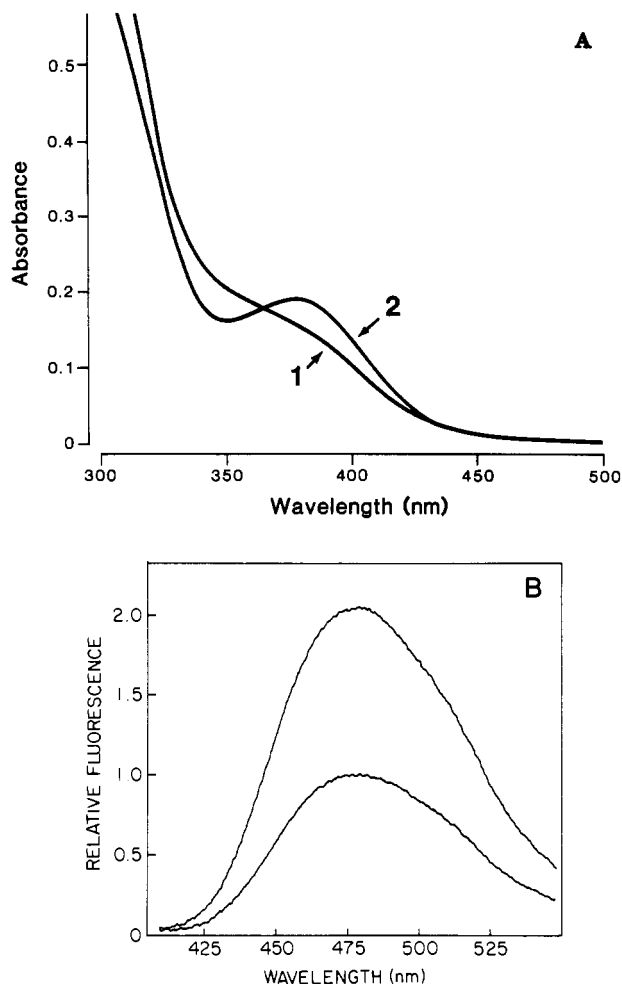 A
0.5
0.4
0.3
0.2
0.1
0
2
1
300 350 400 450 500
Absorbance
Wavelength (nm)
B
2.0
1.5
1.0
0.5
0
425 450 475 500 525
RELATIVE FLUORESCENCE
WAVELENGTH (nm)